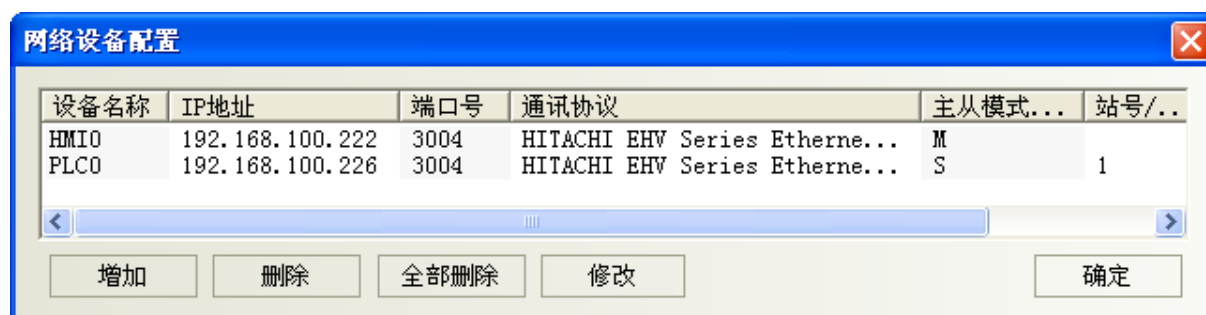 网络设备配置
设备名称 IP地址 端口号 通讯协议 主从模式... 站号/..
HMI0 192.168.100.222 3004 HITACHI EHV Series Etherne... M
PLC0 192.168.100.226 3004 HITACHI EHV Series Etherne... S 1
增加 删除 全部删除 修改 确定